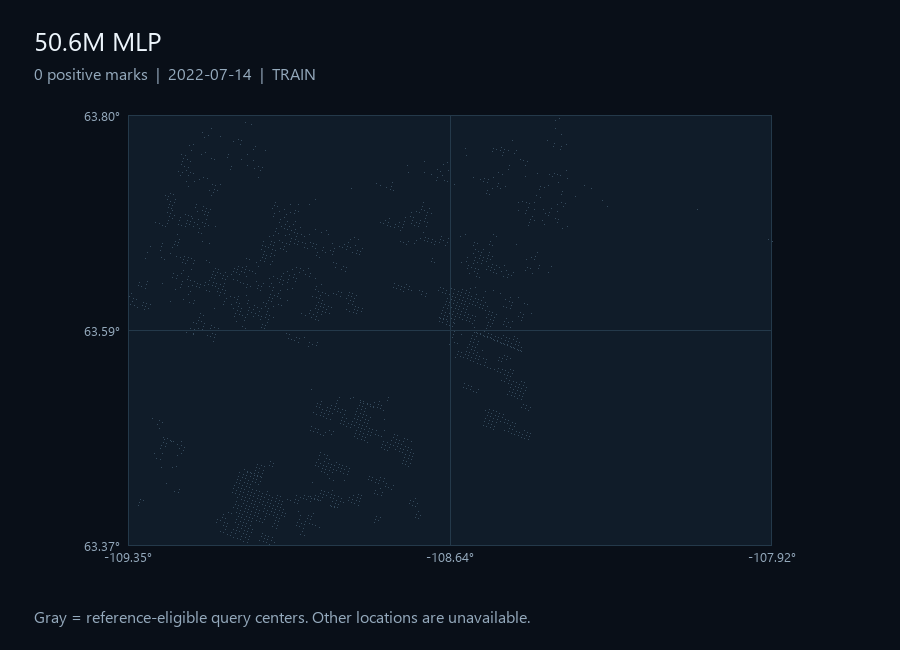 50.6M MLP
0 positive marks | 2022-07-14 | TRAIN
63.80°
63.59°
63.37°
-109.35°
-108.64°
-107.92°
Gray = reference-eligible query centers. Other locations are unavailable.